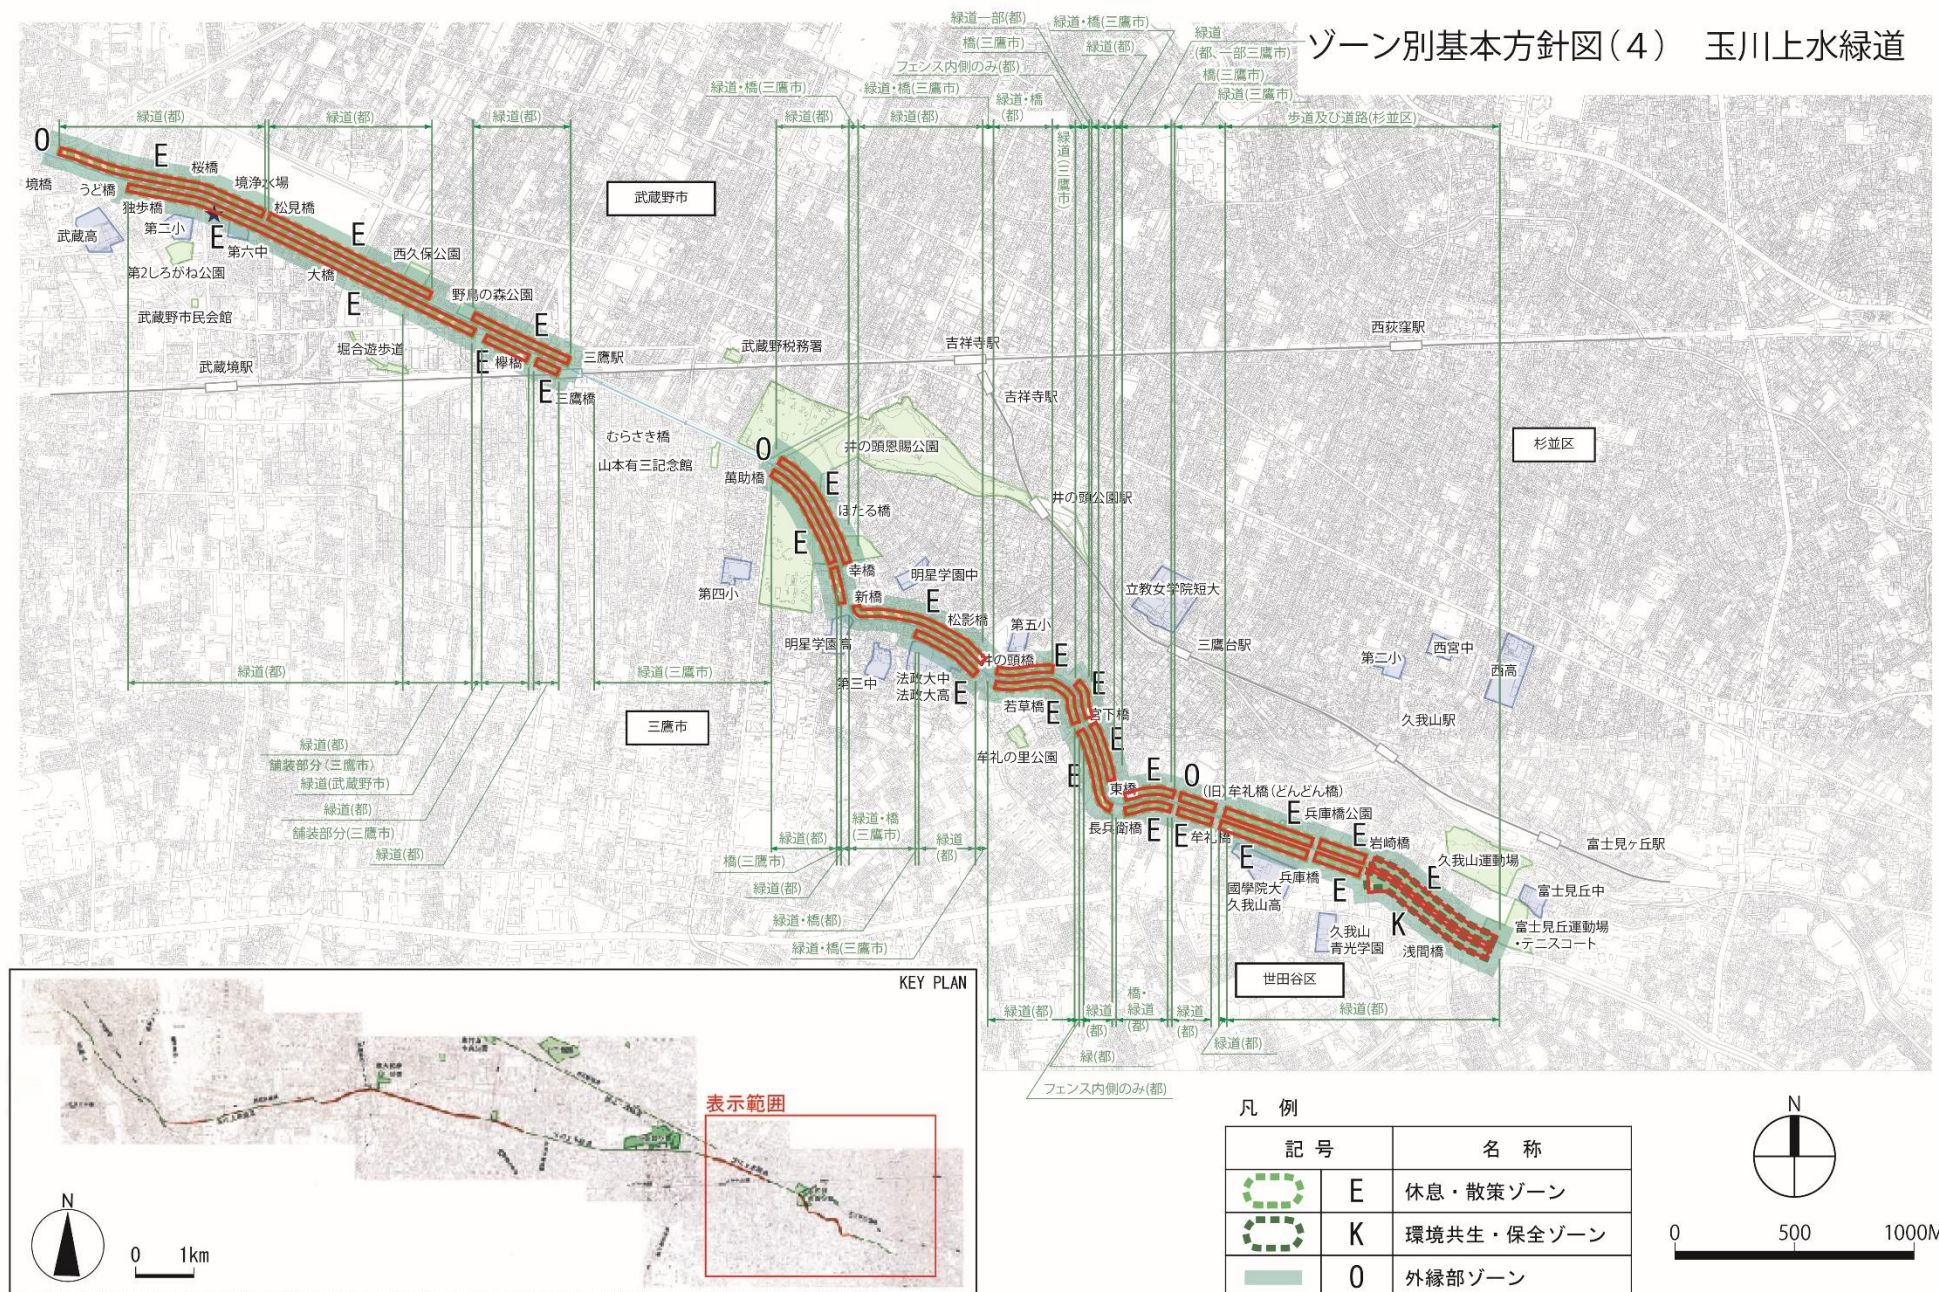 ゾーン別基本方針図(4)　玉川上水緑道
緑道一部(都)
緑道・橋(三鷹市)
橋(三鷹市)
緑道(都)
緑道
(都、一部三鷹市)
フェンス内側のみ(都)
橋(三鷹市)
緑道・橋(三鷹市)
緑道・橋(三鷹市)
緑道・橋
(都)
緑道(三鷹市)
緑道(都)
緑道(都)
緑道(都)
緑道(都)
緑道(都)
歩道及び道路(杉並区)
緑道(三鷹市)
O
E
境橋
うど橋
桜橋
境浄水場
独歩橋
松見橋
武蔵高
第二小
E
第六中
E
第2しろがね公園
大橋
西久保公園
E
武蔵野市民会館
野鳥の森公園
堀合遊歩道
E
武蔵境駅
E
欅橋
三鷹駅
E
三鷹橋
武蔵野市
武蔵野税務署
吉祥寺駅
西荻窪駅
吉祥寺駅
むらさき橋
山本有三記念館
O
井の頭恩賜公園
杉並区
萬助橋
E
井の頭公園駅
ほたる橋
E
幸橋
明星学園中
第四小
新橋
E
松影橋
第五小
立教女学院短大
明星学園高
井の頭橋
E
三鷹台駅
第三中
法政大中
法政大高
E
E
若草橋
E
宮下橋
第二小
西宮中
西高
久我山駅
牟礼の里公園
E
E
東橋
E
O
(旧)牟礼橋(どんどん橋)
長兵衛橋
E
E
牟礼橋
E
兵庫橋公園
E
岩崎橋
E
兵庫橋
國學院大
久我山高
E
E
久我山運動場
富士見ヶ丘駅
富士見丘中
K
久我山
青光学園
浅間橋
富士見丘運動場
・テニスコート
世田谷区
三鷹市
緑道(都)
緑道(三鷹市)
緑道(都)
舗装部分(三鷹市)
緑道(武蔵野市)
緑道(都)
舗装部分(三鷹市)
緑道(都)
緑道(都)
緑道・橋
(三鷹市)
緑道
(都)
橋(三鷹市)
緑道(都)
緑道・橋(都)
緑道・橋(三鷹市)
緑道(都)
緑道
(都)
橋・
緑道
(都)
緑道
(都)
緑道(都)
緑道(都)
緑(都)
フェンス内側のみ(都)
KEY PLAN
表示範囲
N
0
1km
凡　例
記　号
名　称
E
休息・散策ゾーン
K
環境共生・保全ゾーン
O
外縁部ゾーン
N
0
500
1000M